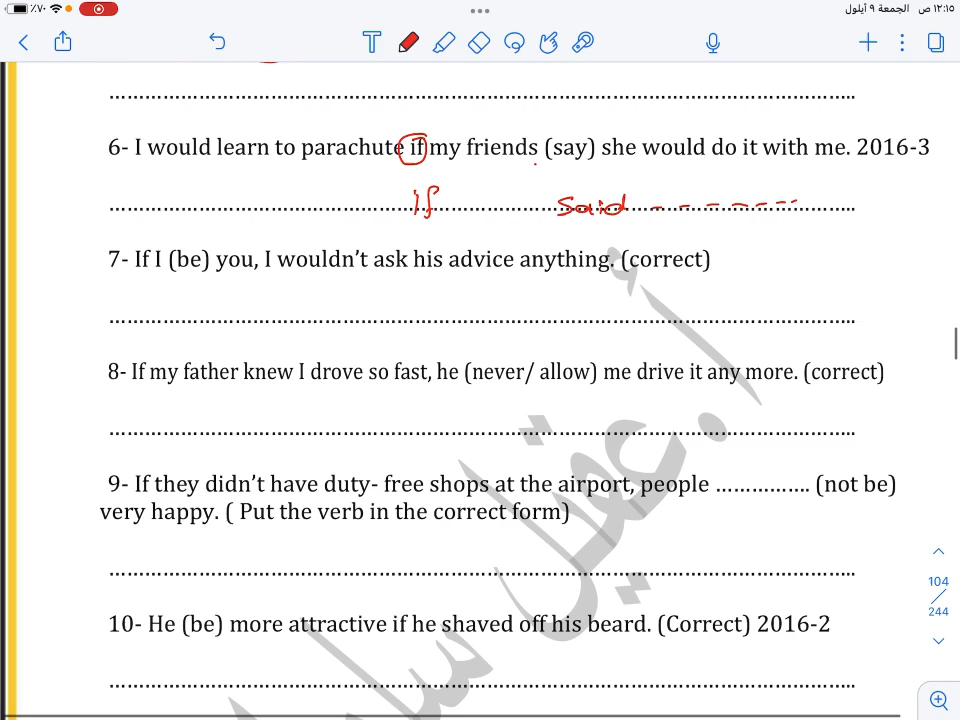 ٪٧٠ ١٢:١٥ ص الجمعة ٩ أيلول
6- I would learn to parachute if my friends (say) she would do it with me. 2016-3
If said
7- If I (be) you, I wouldn’t ask his advice anything. (correct)
8- If my father knew I drove so fast, he (never/ allow) me drive it any more. (correct)
9- If they didn’t have duty- free shops at the airport, people ……………. (not be)
very happy. ( Put the verb in the correct form)
10- He (be) more attractive if he shaved off his beard. (Correct) 2016-2
104
244